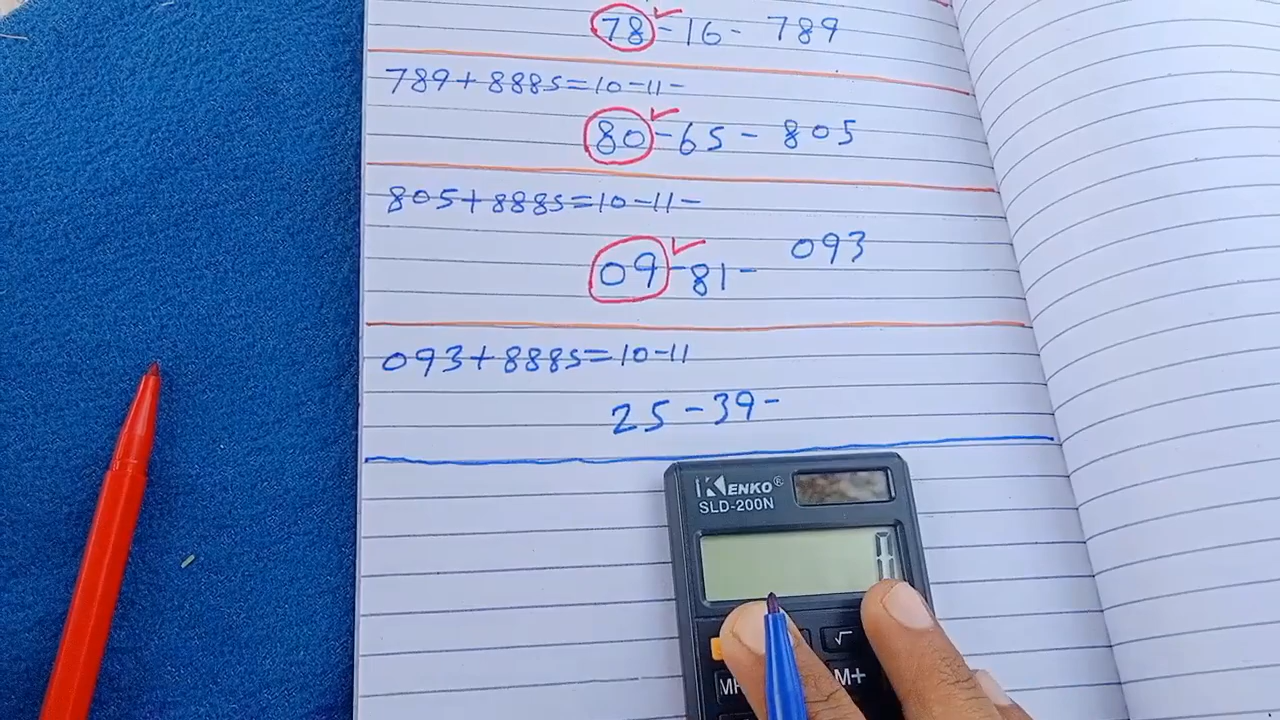 78-16-789
789+8885=10-11-
80-65-805
805+8885=10-11-
09-81-093
093+8885=10-11
25-39-
KENKO®
SLD-200N
√
M+